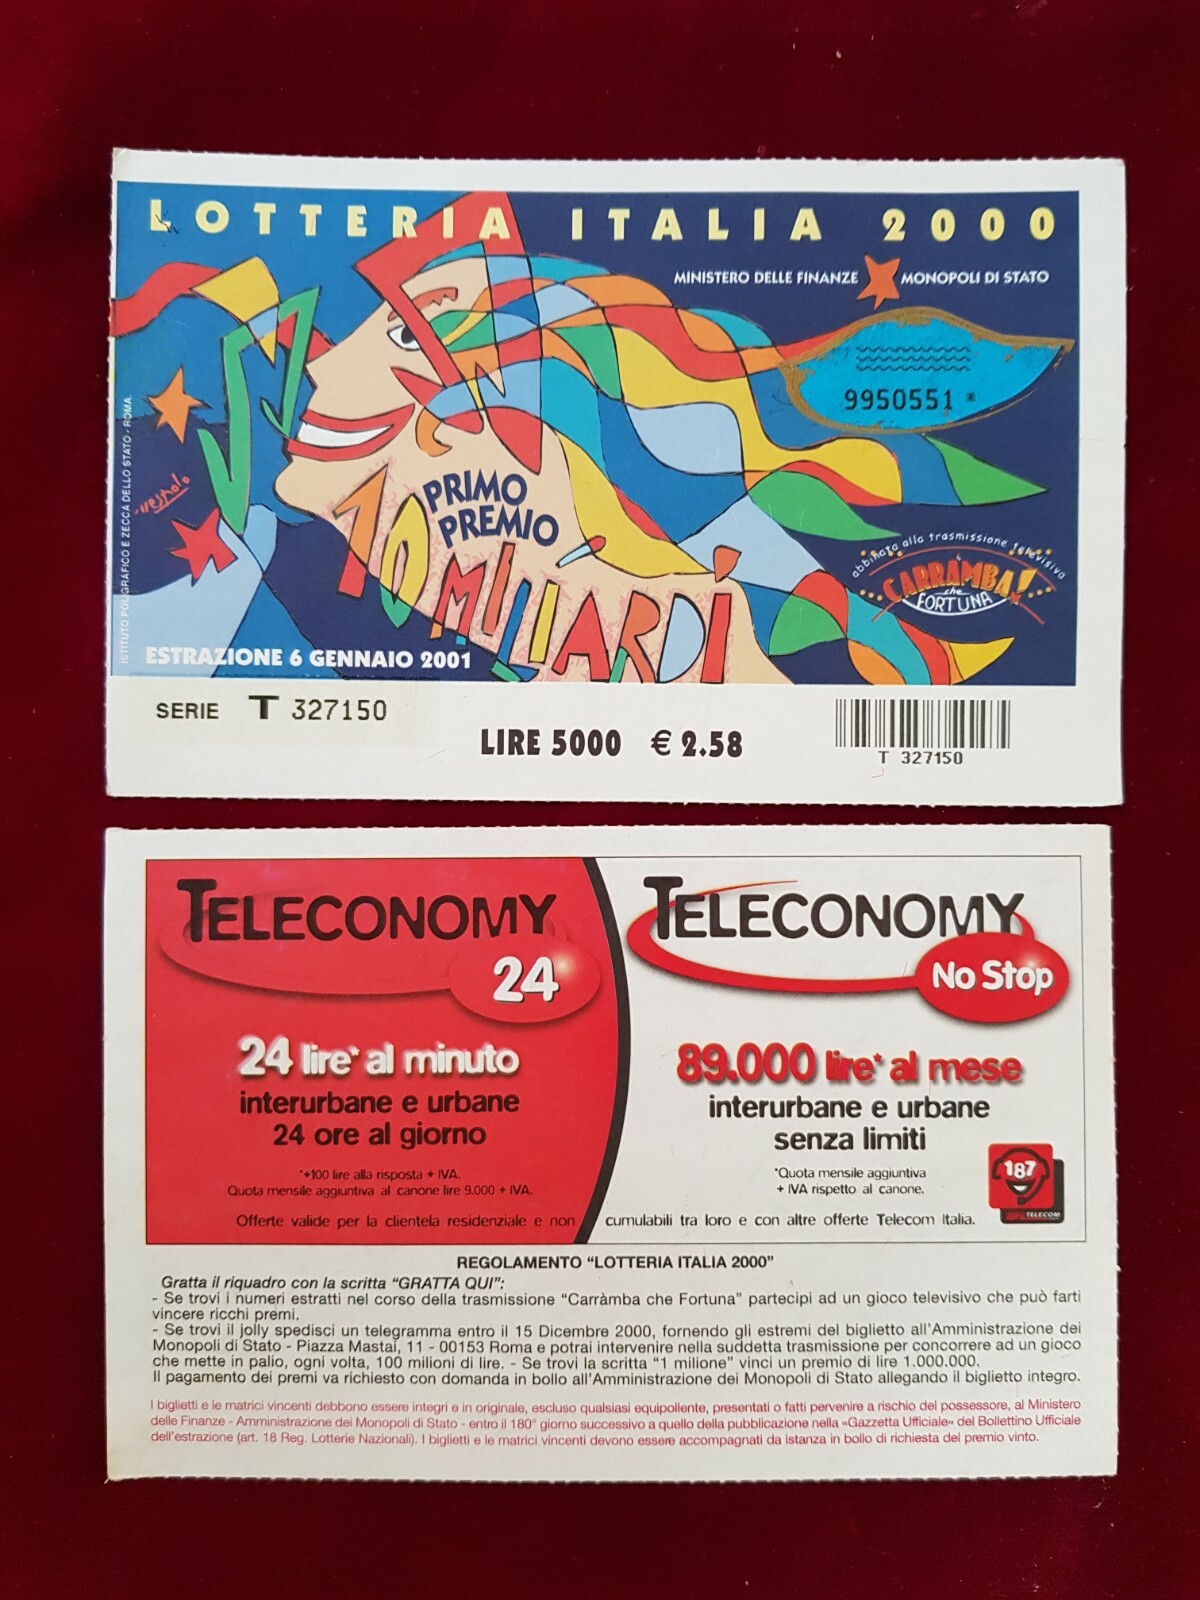 LOTTERIA ITALIA 2000
MINISTERO DELLE FINANZE MONOPOLI DI STATO
9950551 *
ISTITUTO POLIGRAFICO E ZECCA DELLO STATO - ROMA.
PRIMO
PREMIO
10 MILIARDI
abbinata alla trasmissione televisiva
CARRÀMBA!
che
FORTUNA
ESTRAZIONE 6 GENNAIO 2001
SERIE T 327150
LIRE 5000 € 2.58
T 327150
TELECONOMY
24
24 lire* al minuto
interurbane e urbane
24 ore al giorno
*+100 lire alla risposta + IVA.
Quota mensile aggiuntiva al canone lire 9.000 + IVA.
TELECONOMY
No Stop
89.000 lire* al mese
interurbane e urbane
senza limiti
*Quota mensile aggiuntiva
+ IVA rispetto al canone.
187
TELECOM
Offerte valide per la clientela residenziale e non cumulabili tra loro e con altre offerte Telecom Italia.
REGOLAMENTO “LOTTERIA ITALIA 2000”
Gratta il riquadro con la scritta “GRATTA QUI”:
- Se trovi i numeri estratti nel corso della trasmissione “Carràmba che Fortuna” partecipi ad un gioco televisivo che può farti
vincere ricchi premi.
- Se trovi il jolly spedisci un telegramma entro il 15 Dicembre 2000, fornendo gli estremi del biglietto all'Amministrazione dei
Monopoli di Stato - Piazza Mastai, 11 - 00153 Roma e potrai intervenire nella suddetta trasmissione per concorrere ad un gioco
che mette in palio, ogni volta, 100 milioni di lire. - Se trovi la scritta “1 milione” vinci un premio di lire 1.000.000.
Il pagamento dei premi va richiesto con domanda in bollo all'Amministrazione dei Monopoli di Stato allegando il biglietto integro.
I biglietti e le matrici vincenti debbono essere integri e in originale, escluso qualsiasi equipollente, presentati o fatti pervenire a rischio del possessore, al Ministero
delle Finanze - Amministrazione dei Monopoli di Stato - entro il 180° giorno successivo a quello della pubblicazione nella «Gazzetta Ufficiale» del Bollettino Ufficiale
dell'estrazione (art. 18 Reg. Lotterie Nazionali). I biglietti e le matrici vincenti devono essere accompagnati da istanza in bollo di richiesta del premio vinto.